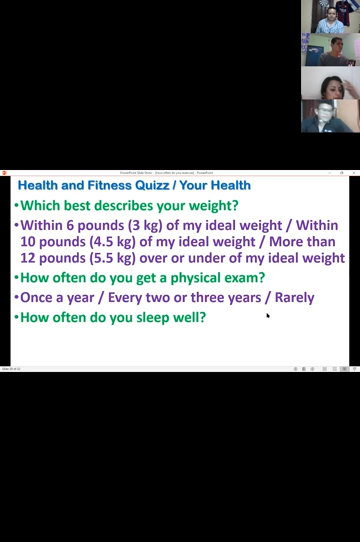 Health and Fitness Quizz / Your Health
•Which best describes your weight?
•Within 6 pounds (3 kg) of my ideal weight / Within
10 pounds (4.5 kg) of my ideal weight / More than
12 pounds (5.5 kg) over or under of my ideal weight
•How often do you get a physical exam?
•Once a year / Every two or three years / Rarely
•How often do you sleep well?